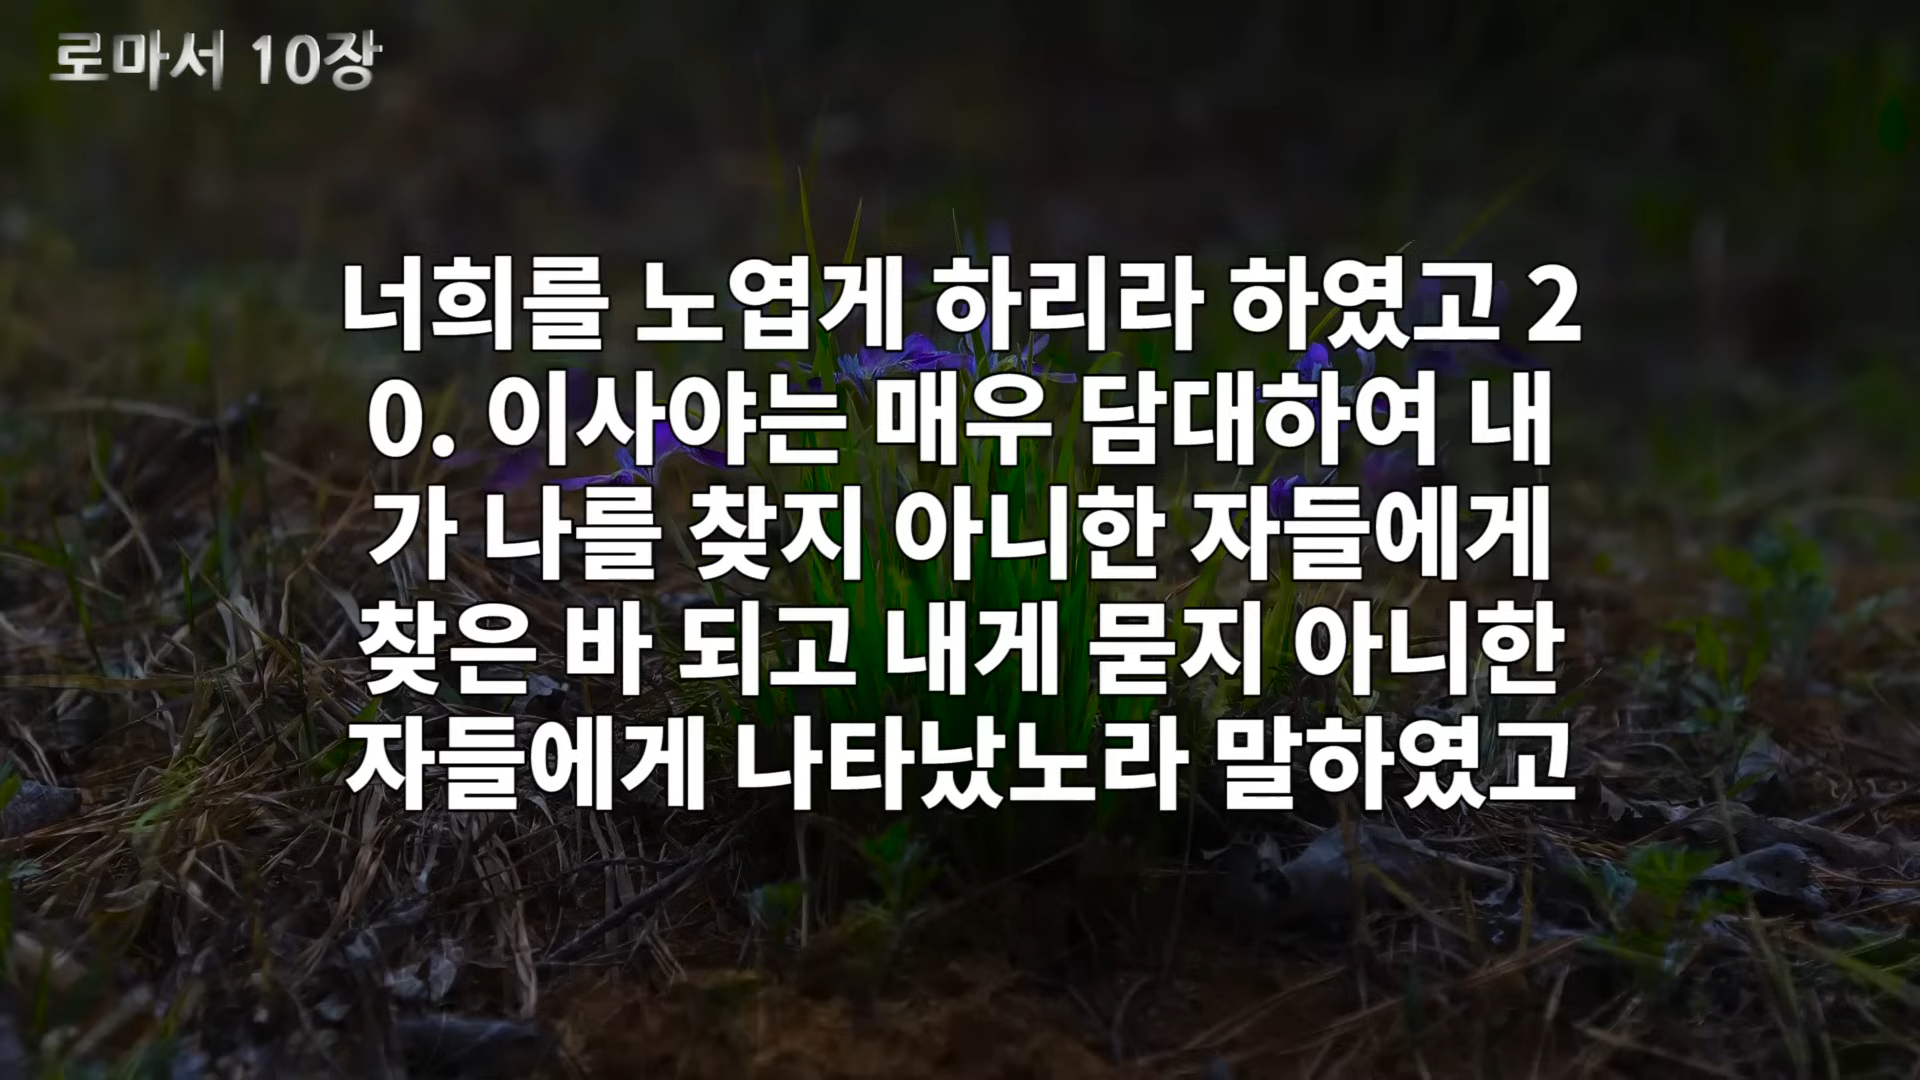 로마서 10장
너희를 노엽게 하리라 하였고 2
0. 이사야는 매우 담대하여 내
가 나를 찾지 아니한 자들에게
찾은 바 되고 내게 묻지 아니한
자들에게 나타났노라 말하였고